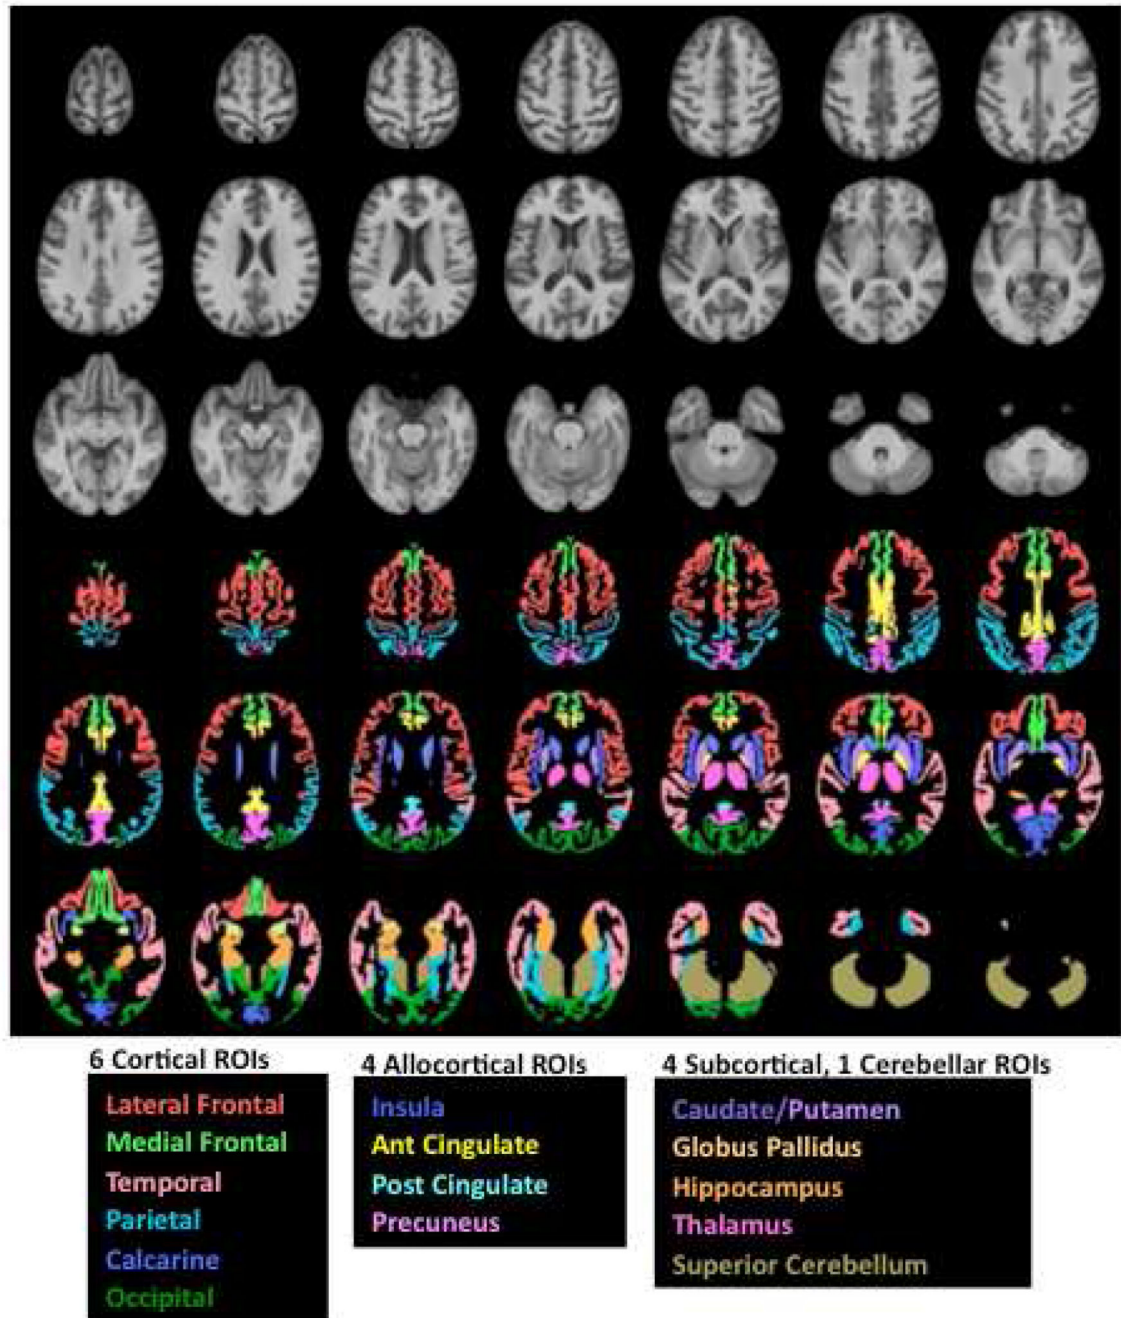 6 Cortical ROIs
Lateral Frontal
Medial Frontal
Temporal
Parietal
Calcarine
Occipital
4 Allocortical ROIs
Insula
Ant Cingulate
Post Cingulate
Precuneus
4 Subcortical, 1 Cerebellar ROIs
Caudate/Putamen
Globus Pallidus
Hippocampus
Thalamus
Superior Cerebellum